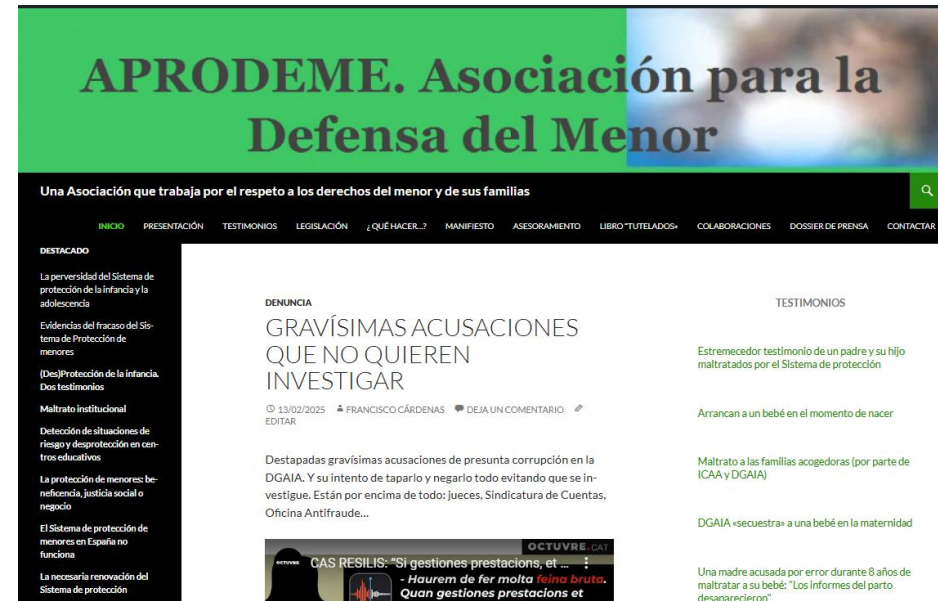 APRODEME. Asociación para la
Defensa del Menor
Una Asociación que trabaja por el respeto a los derechos del menor y de sus familias
INICIO PRESENTACIÓN TESTIMONIOS LEGISLACIÓN ¿QUÉ HACER...? MANIFIESTO ASESORAMIENTO LIBRO "TUTELADOS» COLABORACIONES DOSSIER DE PRENSA CONTACTAR
DESTACADO
La perversidad del Sistema de
protección de la infancia y la
adolescencia
Evidencias del fracaso del Sis-
tema de Protección de
menores
(Des)Protección de la infancia.
Dos testimonios
Maltrato institucional
Detección de situaciones de
riesgo y desprotección en cen-
tros educativos
La protección de menores: be-
neficencia, justicia social o
negocio
El Sistema de protección de
menores en España no
funciona
La necesaria renovación del
Sistema de protección
DENUNCIA
GRAVÍSIMAS ACUSACIONES
QUE NO QUIEREN
INVESTIGAR
13/02/2025 FRANCISCO CÁRDENAS DEJA UN COMENTARIO
EDITAR
Destapadas gravísimas acusaciones de presunta corrupción en la
DGAIA. Y su intento de taparlo y negarlo todo evitando que se in-
vestigue. Están por encima de todo: jueces, Sindicatura de Cuentas,
Oficina Antifraude...
OCTUVRE.CAT
octuvre. CAS RESILIS: "Si gestiones prestacions, et ...
- Haurem de fer molta feina bruta.
Quan gestiones prestacions et
TESTIMONIOS
Estremecedor testimonio de un padre y su hijo
maltratados por el Sistema de protección
Arrancan a un bebé en el momento de nacer
Maltrato a las familias acogedoras (por parte de
ICAA y DGAIA)
DGAIA «secuestra» a una bebé en la maternidad
Una madre acusada por error durante 8 años de
maltratar a su bebé: "Los informes del parto
desaparecieron"